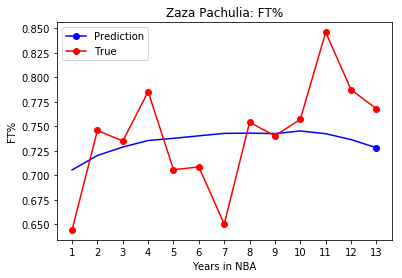 Zaza Pachulia: FT%
Prediction
True
0.850
0.825
0.800
0.775
0.750
0.725
0.700
0.675
0.650
FT%
1 2 3 4 5 6 7 8 9 10 11 12 13
Years in NBA